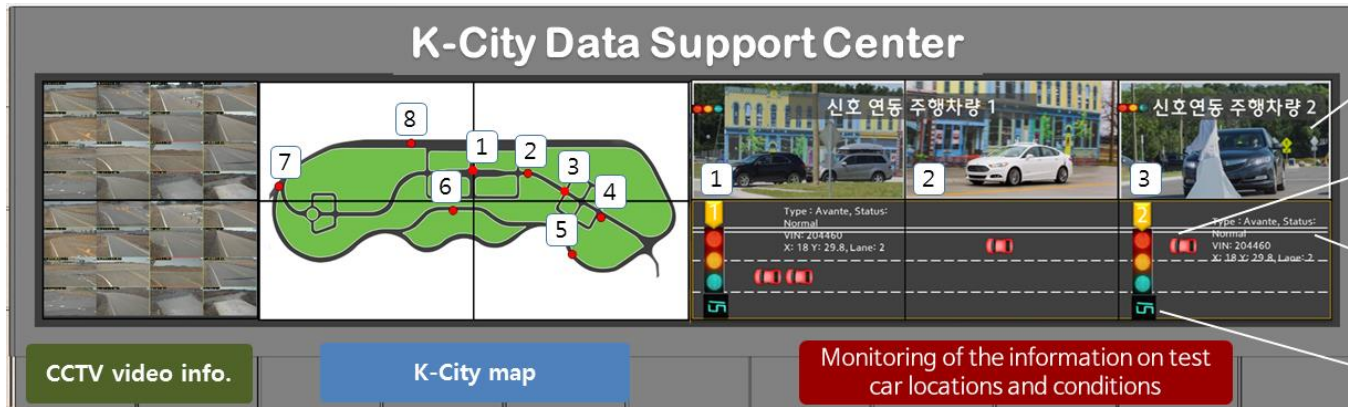 K-City Data Support Center
8
1
7
2
3
6
4
5
신호 연동 주행차량 1
신호연동 주행차량 2
1
2
3
1
Type : Avante, Status:
Normal
VIN: 204460
X: 18 Y: 29.8, Lane: 2
15
2
Type : Avante, Status:
Normal
VIN: 204460
X: 18 Y: 29.8, Lane: 2
15
CCTV video info.
K-City map
Monitoring of the information on test
car locations and conditions